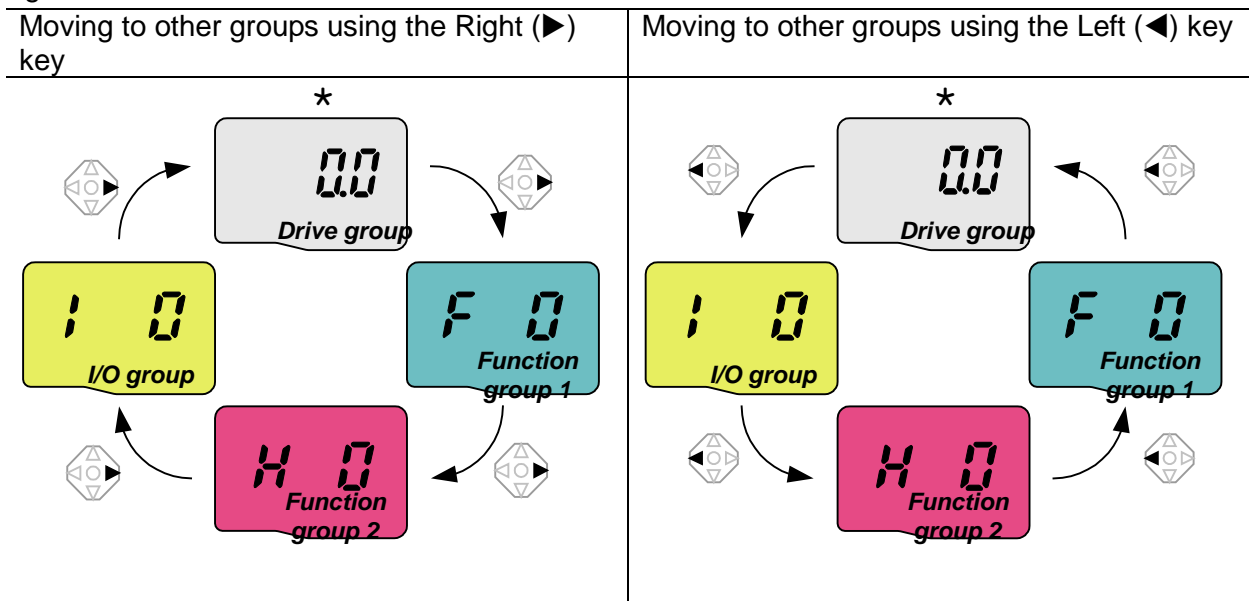 Moving to other groups using the Right (▶)
key
Moving to other groups using the Left (◀) key
*
0.0
Drive group
I 0
I/O group
F 0
Function
group 1
H 0
Function
group 2
*
0.0
Drive group
I 0
I/O group
F 0
Function
group 1
H 0
Function
group 2